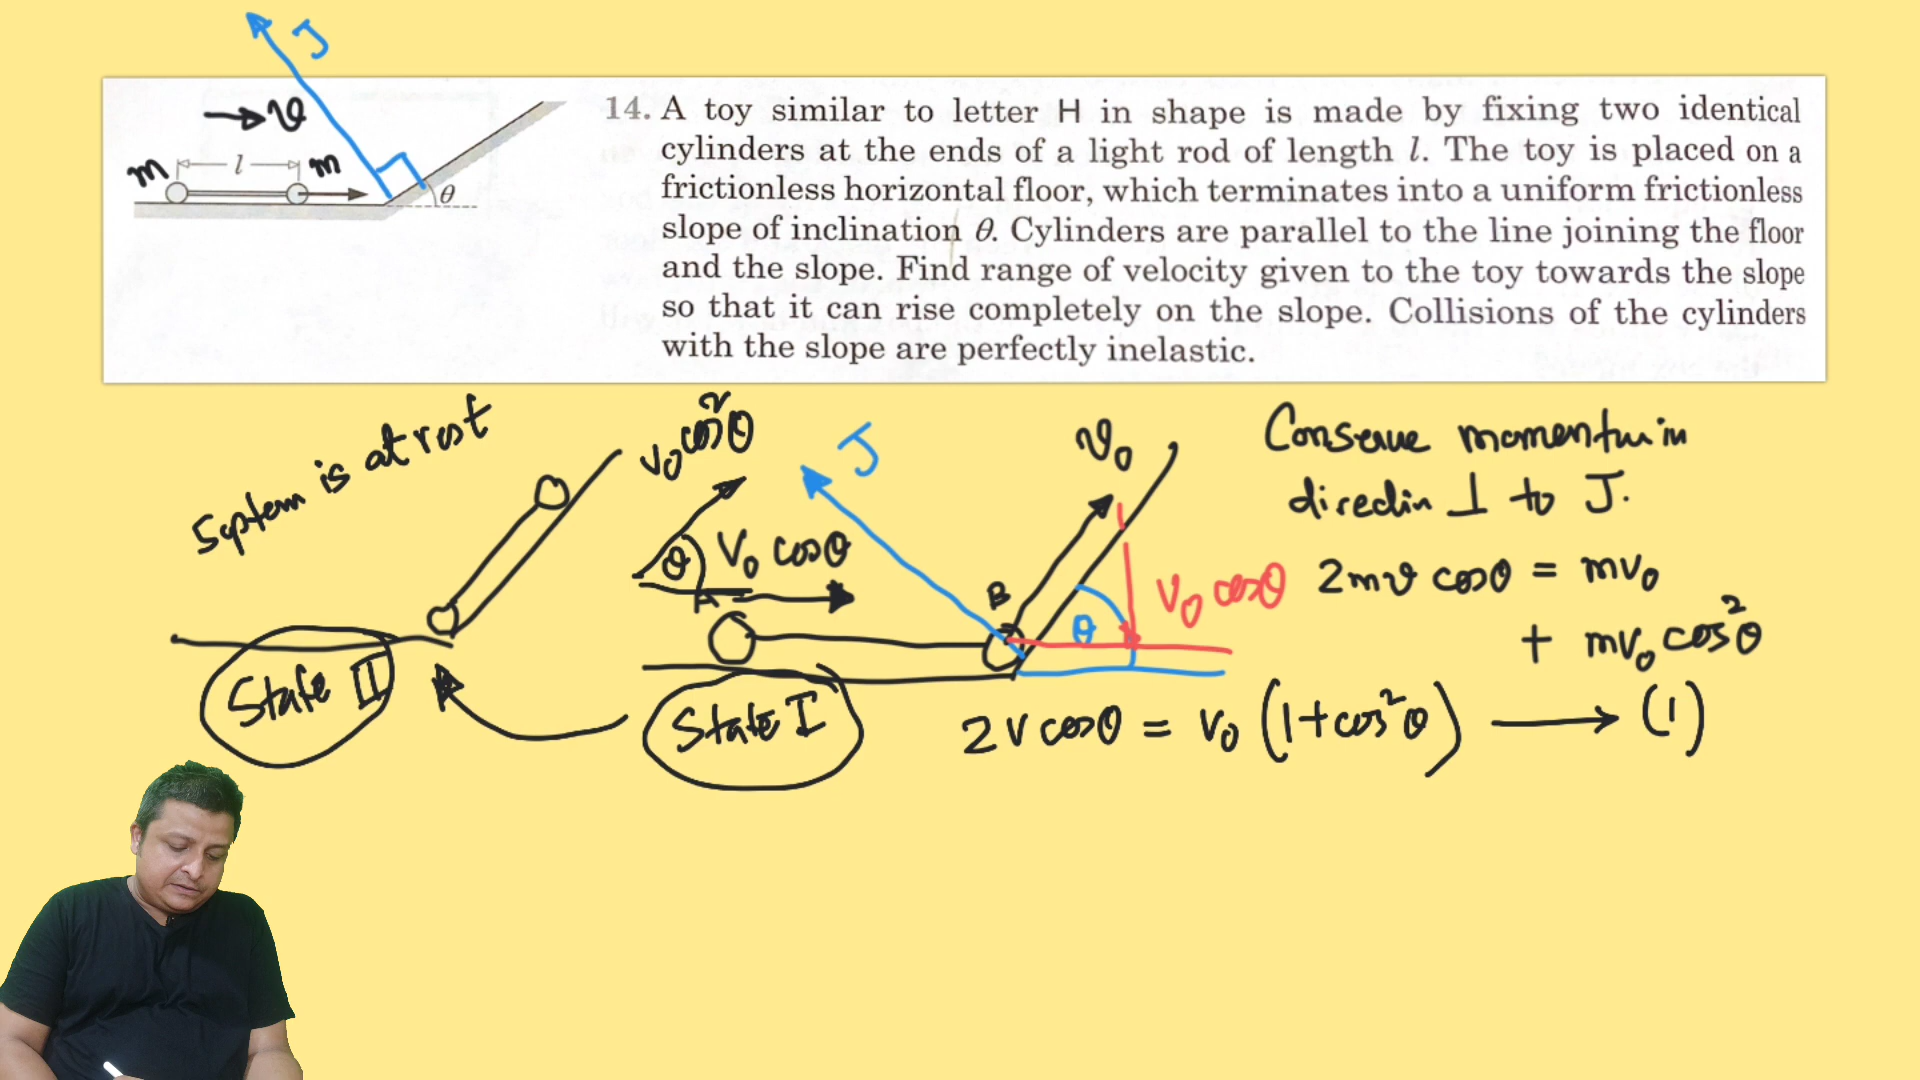 J
→ v
m l m
θ
14. A toy similar to letter H in shape is made by fixing two identical
cylinders at the ends of a light rod of length l. The toy is placed on a
frictionless horizontal floor, which terminates into a uniform frictionless
slope of inclination θ. Cylinders are parallel to the line joining the floor
and the slope. Find range of velocity given to the toy towards the slope
so that it can rise completely on the slope. Collisions of the cylinders
with the slope are perfectly inelastic.
System is at rest
State II
v₀ cos²θ
θ
V₀ cosθ
A
J
B
v₀
θ
V₀ cosθ
State I
Conserve momentum in
direction ⊥ to J.
2mv cosθ = mv₀
+ mv₀ cos²θ
2v cosθ = v₀ (1+cos²θ) → (1)